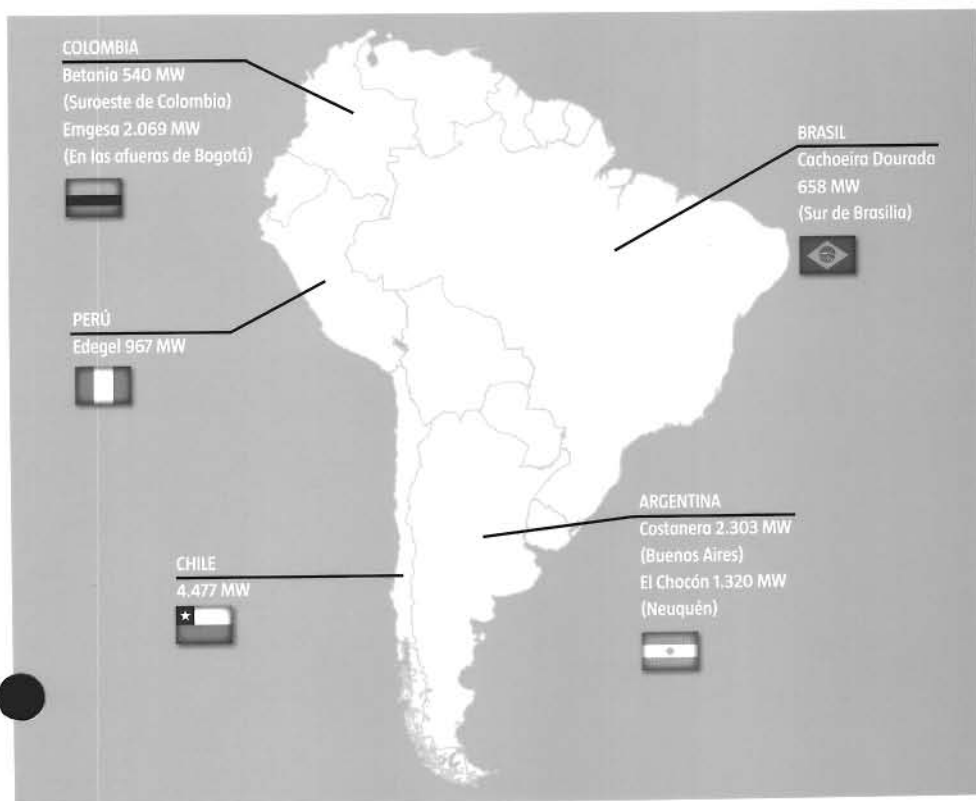 COLOMBIA
Betania 540 MW
(Suroeste de Colombia)
Emgesa 2.069 MW
(En las afueras de Bogotá)
BRASIL
Cachoeira Dourada
658 MW
(Sur de Brasilia)
PERÚ
Edegel 967 MW
ARGENTINA
Costanera 2.303 MW
(Buenos Aires)
El Chocón 1.320 MW
(Neuquén)
CHILE
4.477 MW